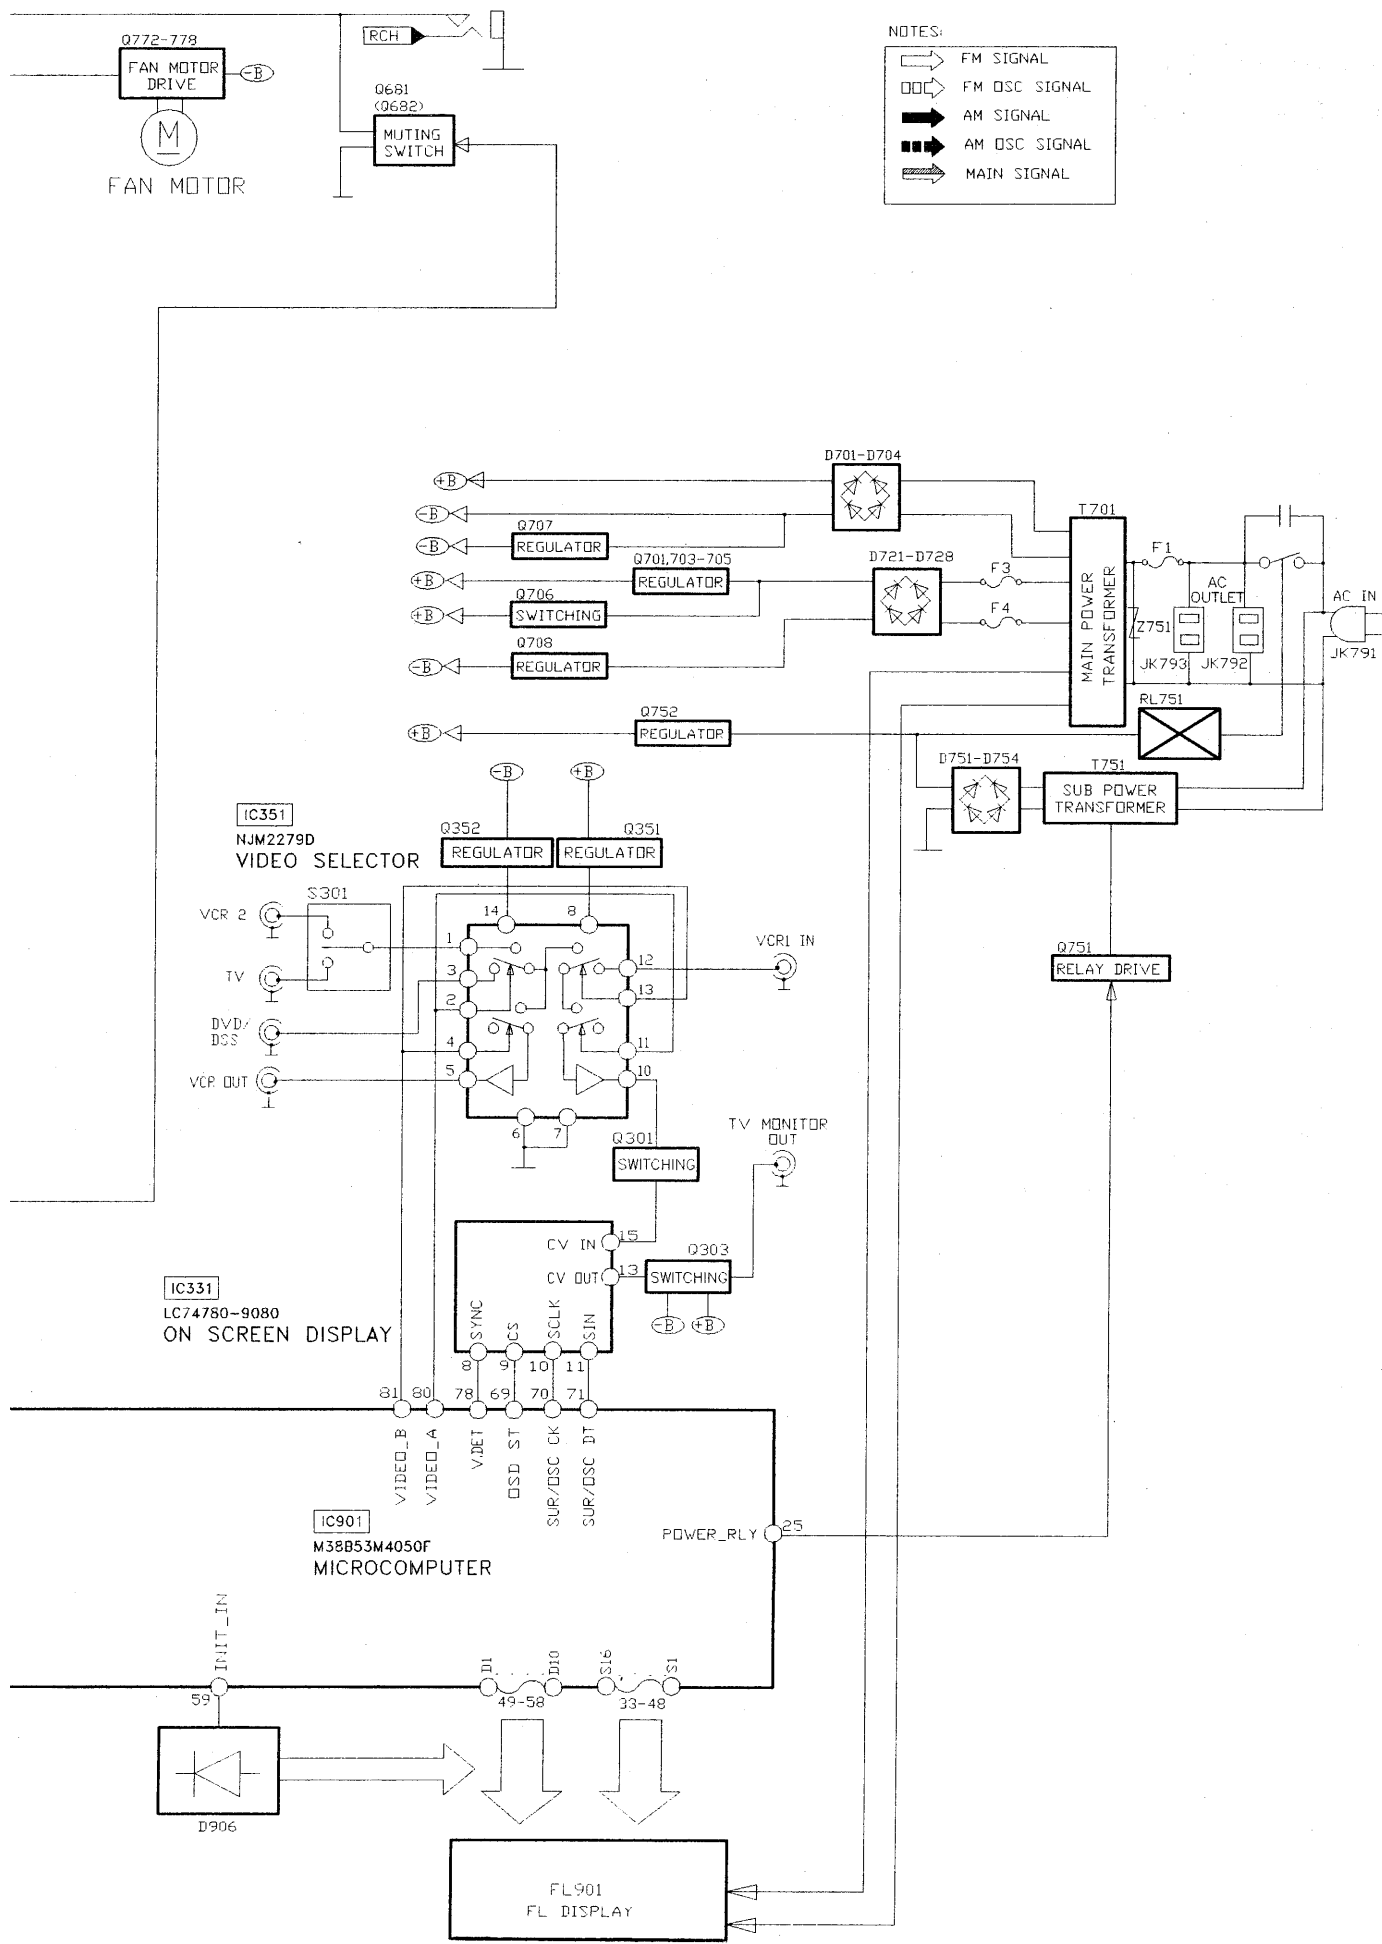 Q772-778
FAN MOTOR
DRIVE
-B
M
FAN MOTOR
RCH
Q681
(Q682)
MUTING
SWITCH
NOTES:
FM SIGNAL
FM OSC SIGNAL
AM SIGNAL
AM OSC SIGNAL
MAIN SIGNAL
D701-D704
+B
-B
Q707
-B
REGULATOR
Q701,703-705
+B
REGULATOR
D721-D728
F3
F4
Q706
+B
SWITCHING
Q708
-B
REGULATOR
T701
MAIN POWER
TRANSFORMER
F1
Z751
AC
OUTLET
JK793
JK792
AC IN
JK791
RL751
Q752
+B
REGULATOR
D751-D754
T751
SUB POWER
TRANSFORMER
-B
+B
IC351
NJM2279D
VIDEO SELECTOR
Q352
REGULATOR
Q351
REGULATOR
S301
VCR 2
TV
DVD/
DSS
VCR OUT
14
8
1
3
2
4
5
6
7
12
13
11
10
VCR1 IN
Q751
RELAY DRIVE
TV MONITOR
OUT
Q301
SWITCHING
CV IN
15
CV OUT
13
Q303
SWITCHING
-B
+B
IC331
LC74780-9080
ON SCREEN DISPLAY
SYNC
CS
SCLK
SIN
8
9
10
11
81
80
78
69
70
71
VIDEO_B
VIDEO_A
V.DET
OSD ST
SUR/OSC CK
SUR/OSC DT
IC901
M38B53M4050F
MICROCOMPUTER
POWER_RLY
25
INIT_IN
59
D1
D10
S16
S1
49-58
33-48
D906
FL901
FL DISPLAY